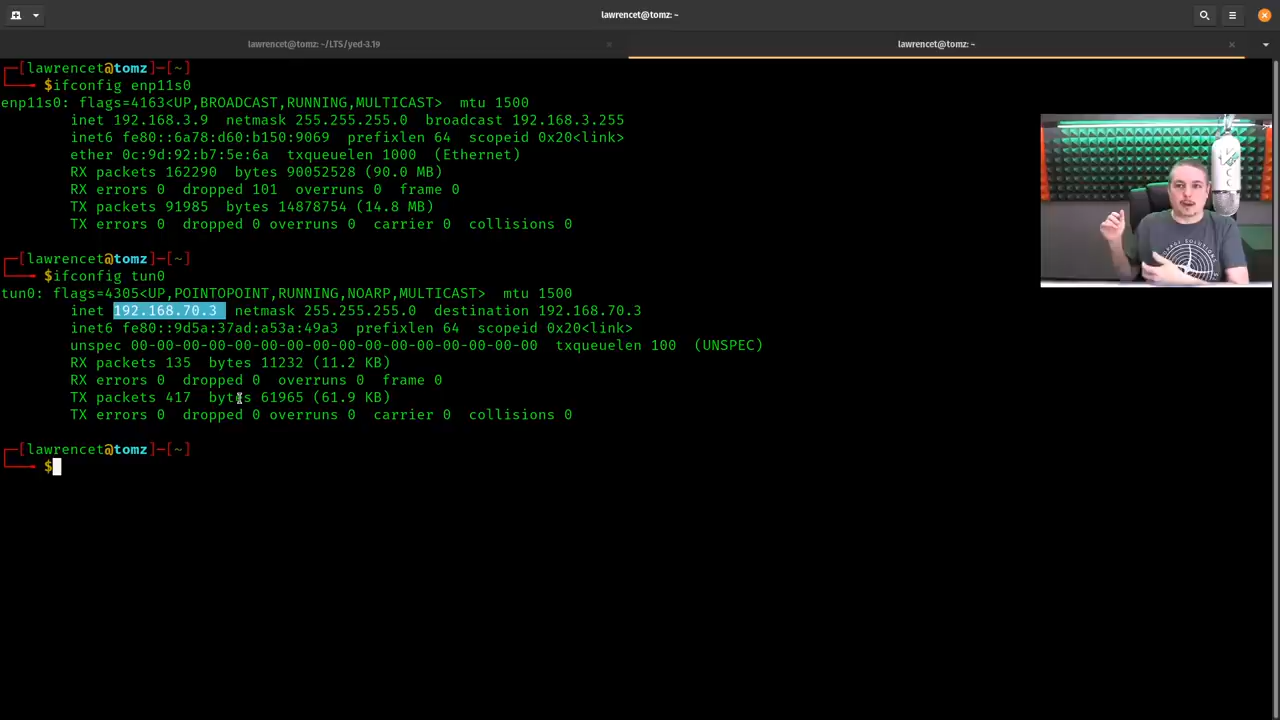 lawrencet@tomz: ~
lawrencet@tomz: ~/LTS/yed-3.19
lawrencet@tomz: ~
[lawrencet@tomz]─[~]
$ifconfig enp11s0
enp11s0: flags=4163<UP,BROADCAST,RUNNING,MULTICAST>  mtu 1500
inet 192.168.3.9  netmask 255.255.255.0  broadcast 192.168.3.255
inet6 fe80::6a78:d60:b150:9069  prefixlen 64  scopeid 0x20<link>
ether 0c:9d:92:b7:5e:6a  txqueuelen 1000  (Ethernet)
RX packets 162290  bytes 90052528 (90.0 MB)
RX errors 0  dropped 101  overruns 0  frame 0
TX packets 91985  bytes 14878754 (14.8 MB)
TX errors 0  dropped 0 overruns 0  carrier 0  collisions 0
[lawrencet@tomz]─[~]
$ifconfig tun0
tun0: flags=4305<UP,POINTOPOINT,RUNNING,NOARP,MULTICAST>  mtu 1500
inet 192.168.70.3  netmask 255.255.255.0  destination 192.168.70.3
inet6 fe80::9d5a:37ad:a53a:49a3  prefixlen 64  scopeid 0x20<link>
unspec 00-00-00-00-00-00-00-00-00-00-00-00-00-00-00-00  txqueuelen 100  (UNSPEC)
RX packets 135  bytes 11232 (11.2 KB)
RX errors 0  dropped 0  overruns 0  frame 0
TX packets 417  bytes 61965 (61.9 KB)
TX errors 0  dropped 0 overruns 0  carrier 0  collisions 0
[lawrencet@tomz]─[~]
$